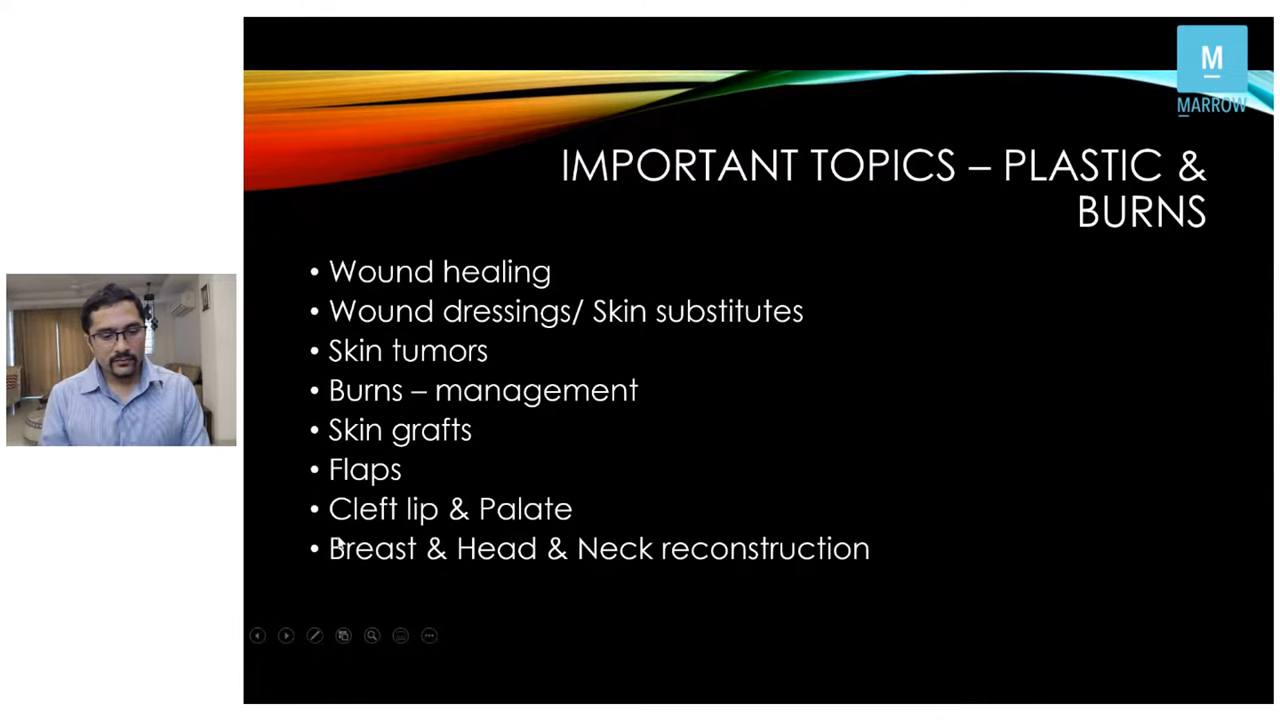 M
MARROW
IMPORTANT TOPICS – PLASTIC &
BURNS
• Wound healing
• Wound dressings/ Skin substitutes
• Skin tumors
• Burns – management
• Skin grafts
• Flaps
• Cleft lip & Palate
• Breast & Head & Neck reconstruction